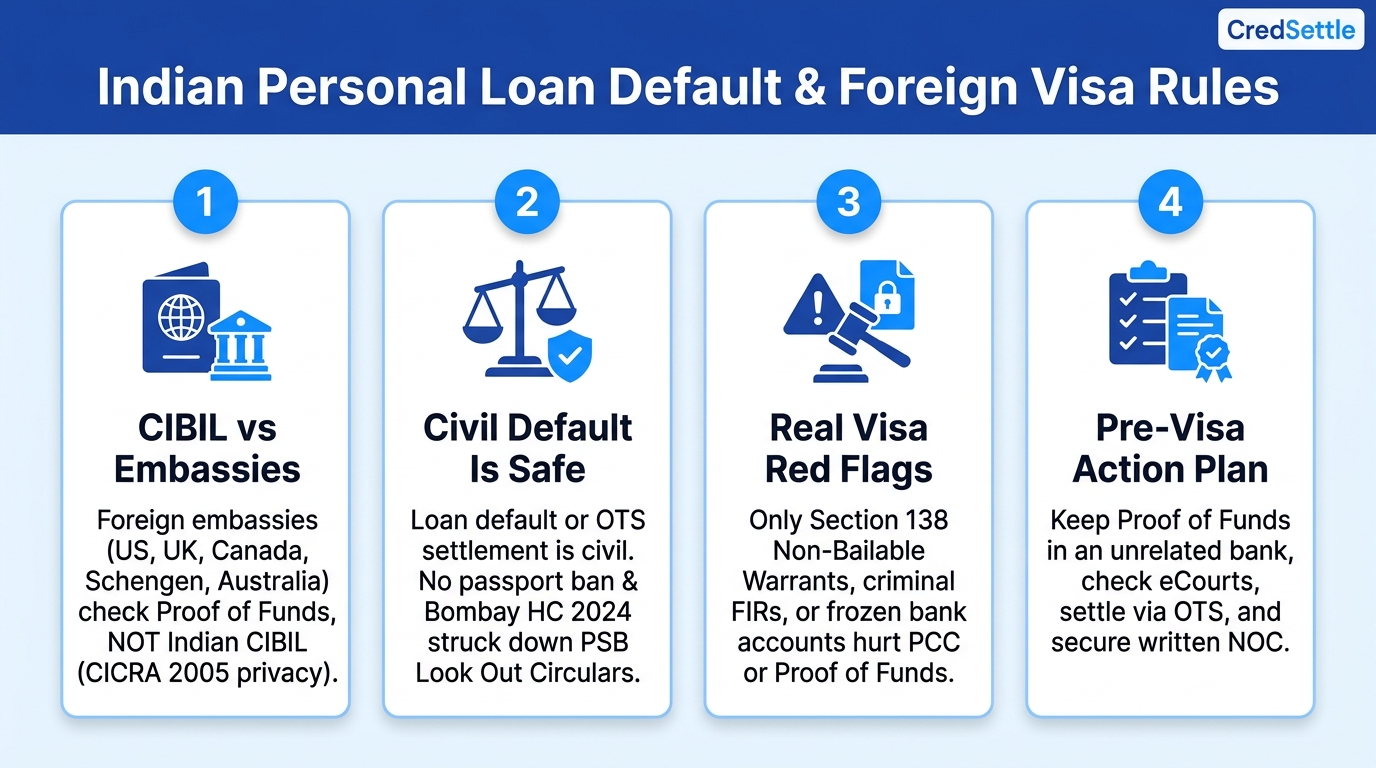 CredSettle
Indian Personal Loan Default & Foreign Visa Rules
1
CIBIL vs
Embassies
Foreign embassies
(US, UK, Canada,
Schengen, Australia)
check Proof of Funds,
NOT Indian CIBIL
(CICRA 2005 privacy).
2
Civil Default
Is Safe
Loan default or OTS
settlement is civil.
No passport ban &
Bombay HC 2024
struck down PSB
Look Out Circulars.
3
Real Visa
Red Flags
Only Section 138
Non-Bailable
Warrants, criminal
FIRs, or frozen bank
accounts hurt PCC
or Proof of Funds.
4
Pre-Visa
Action Plan
Keep Proof of Funds
in an unrelated bank,
check eCourts,
settle via OTS, and
secure written NOC.